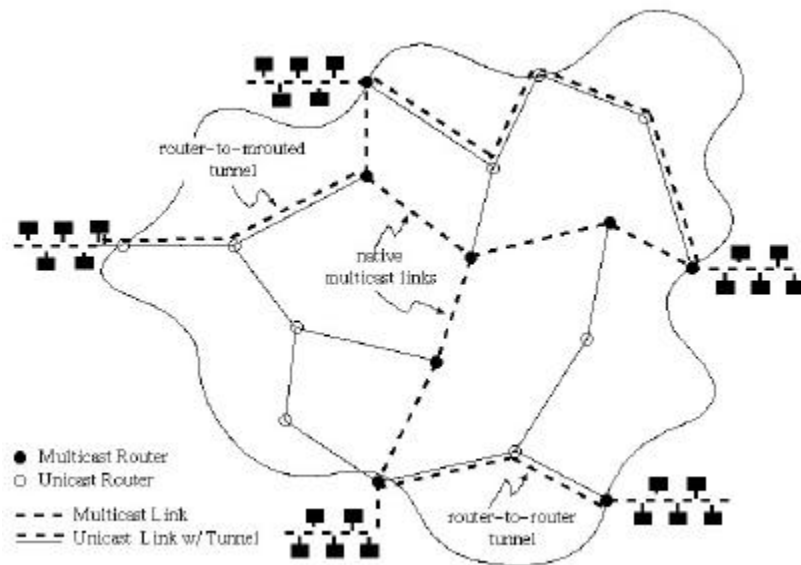 router-to-mrouted
tunnel
native
multicast links
Multicast Router
Unicast Router
Multicast Link
Unicast Link w/ Tunnel
router-to-router
tunnel